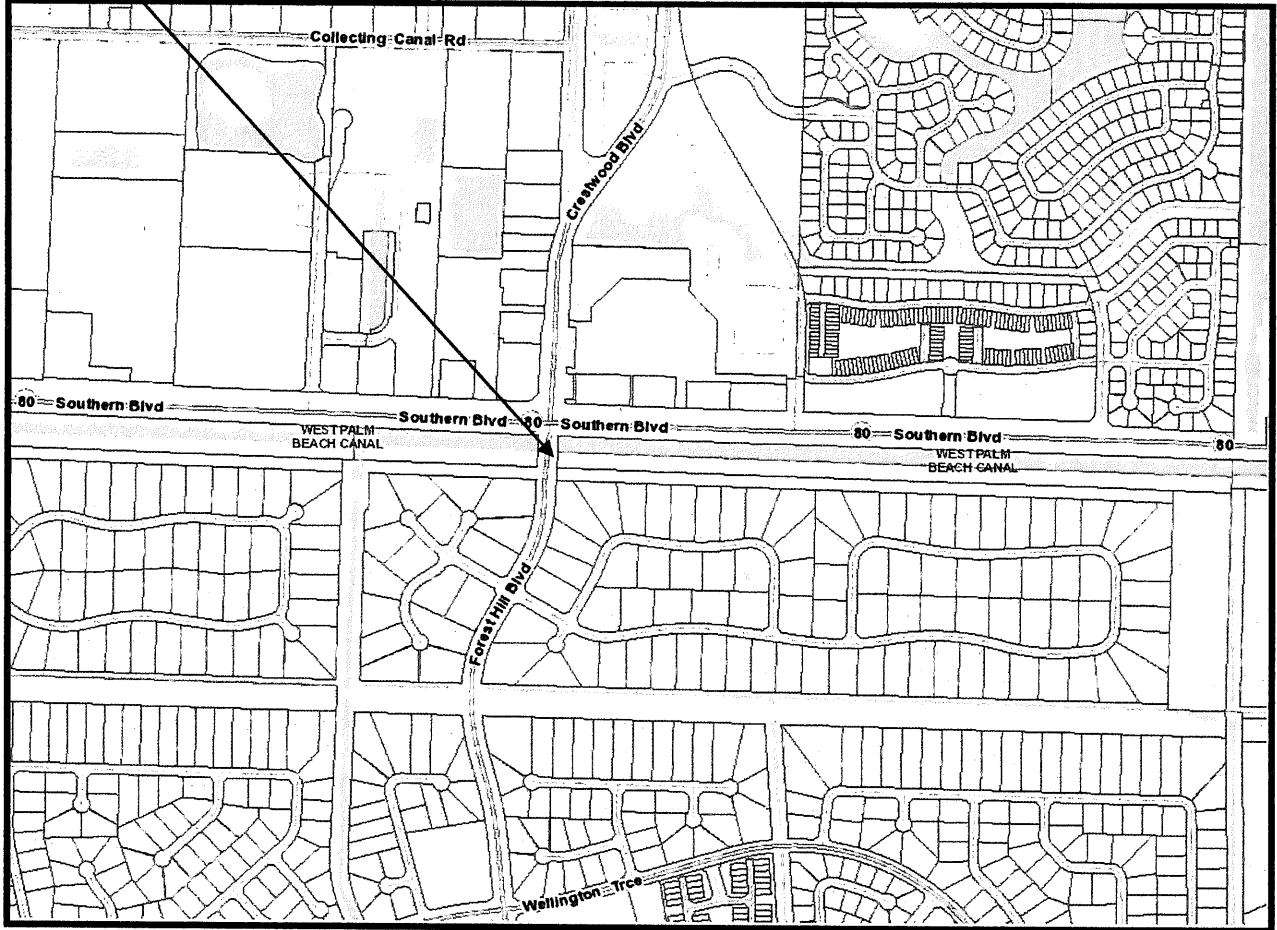 Collecting Canal Rd
Crestwood Blvd
80 Southern Blvd
Southern Blvd 80 Southern Blvd
80 Southern Blvd
80
WEST PALM
BEACH CANAL
WEST PALM
BEACH CANAL
Forest Hill Blvd
Wellington Trce